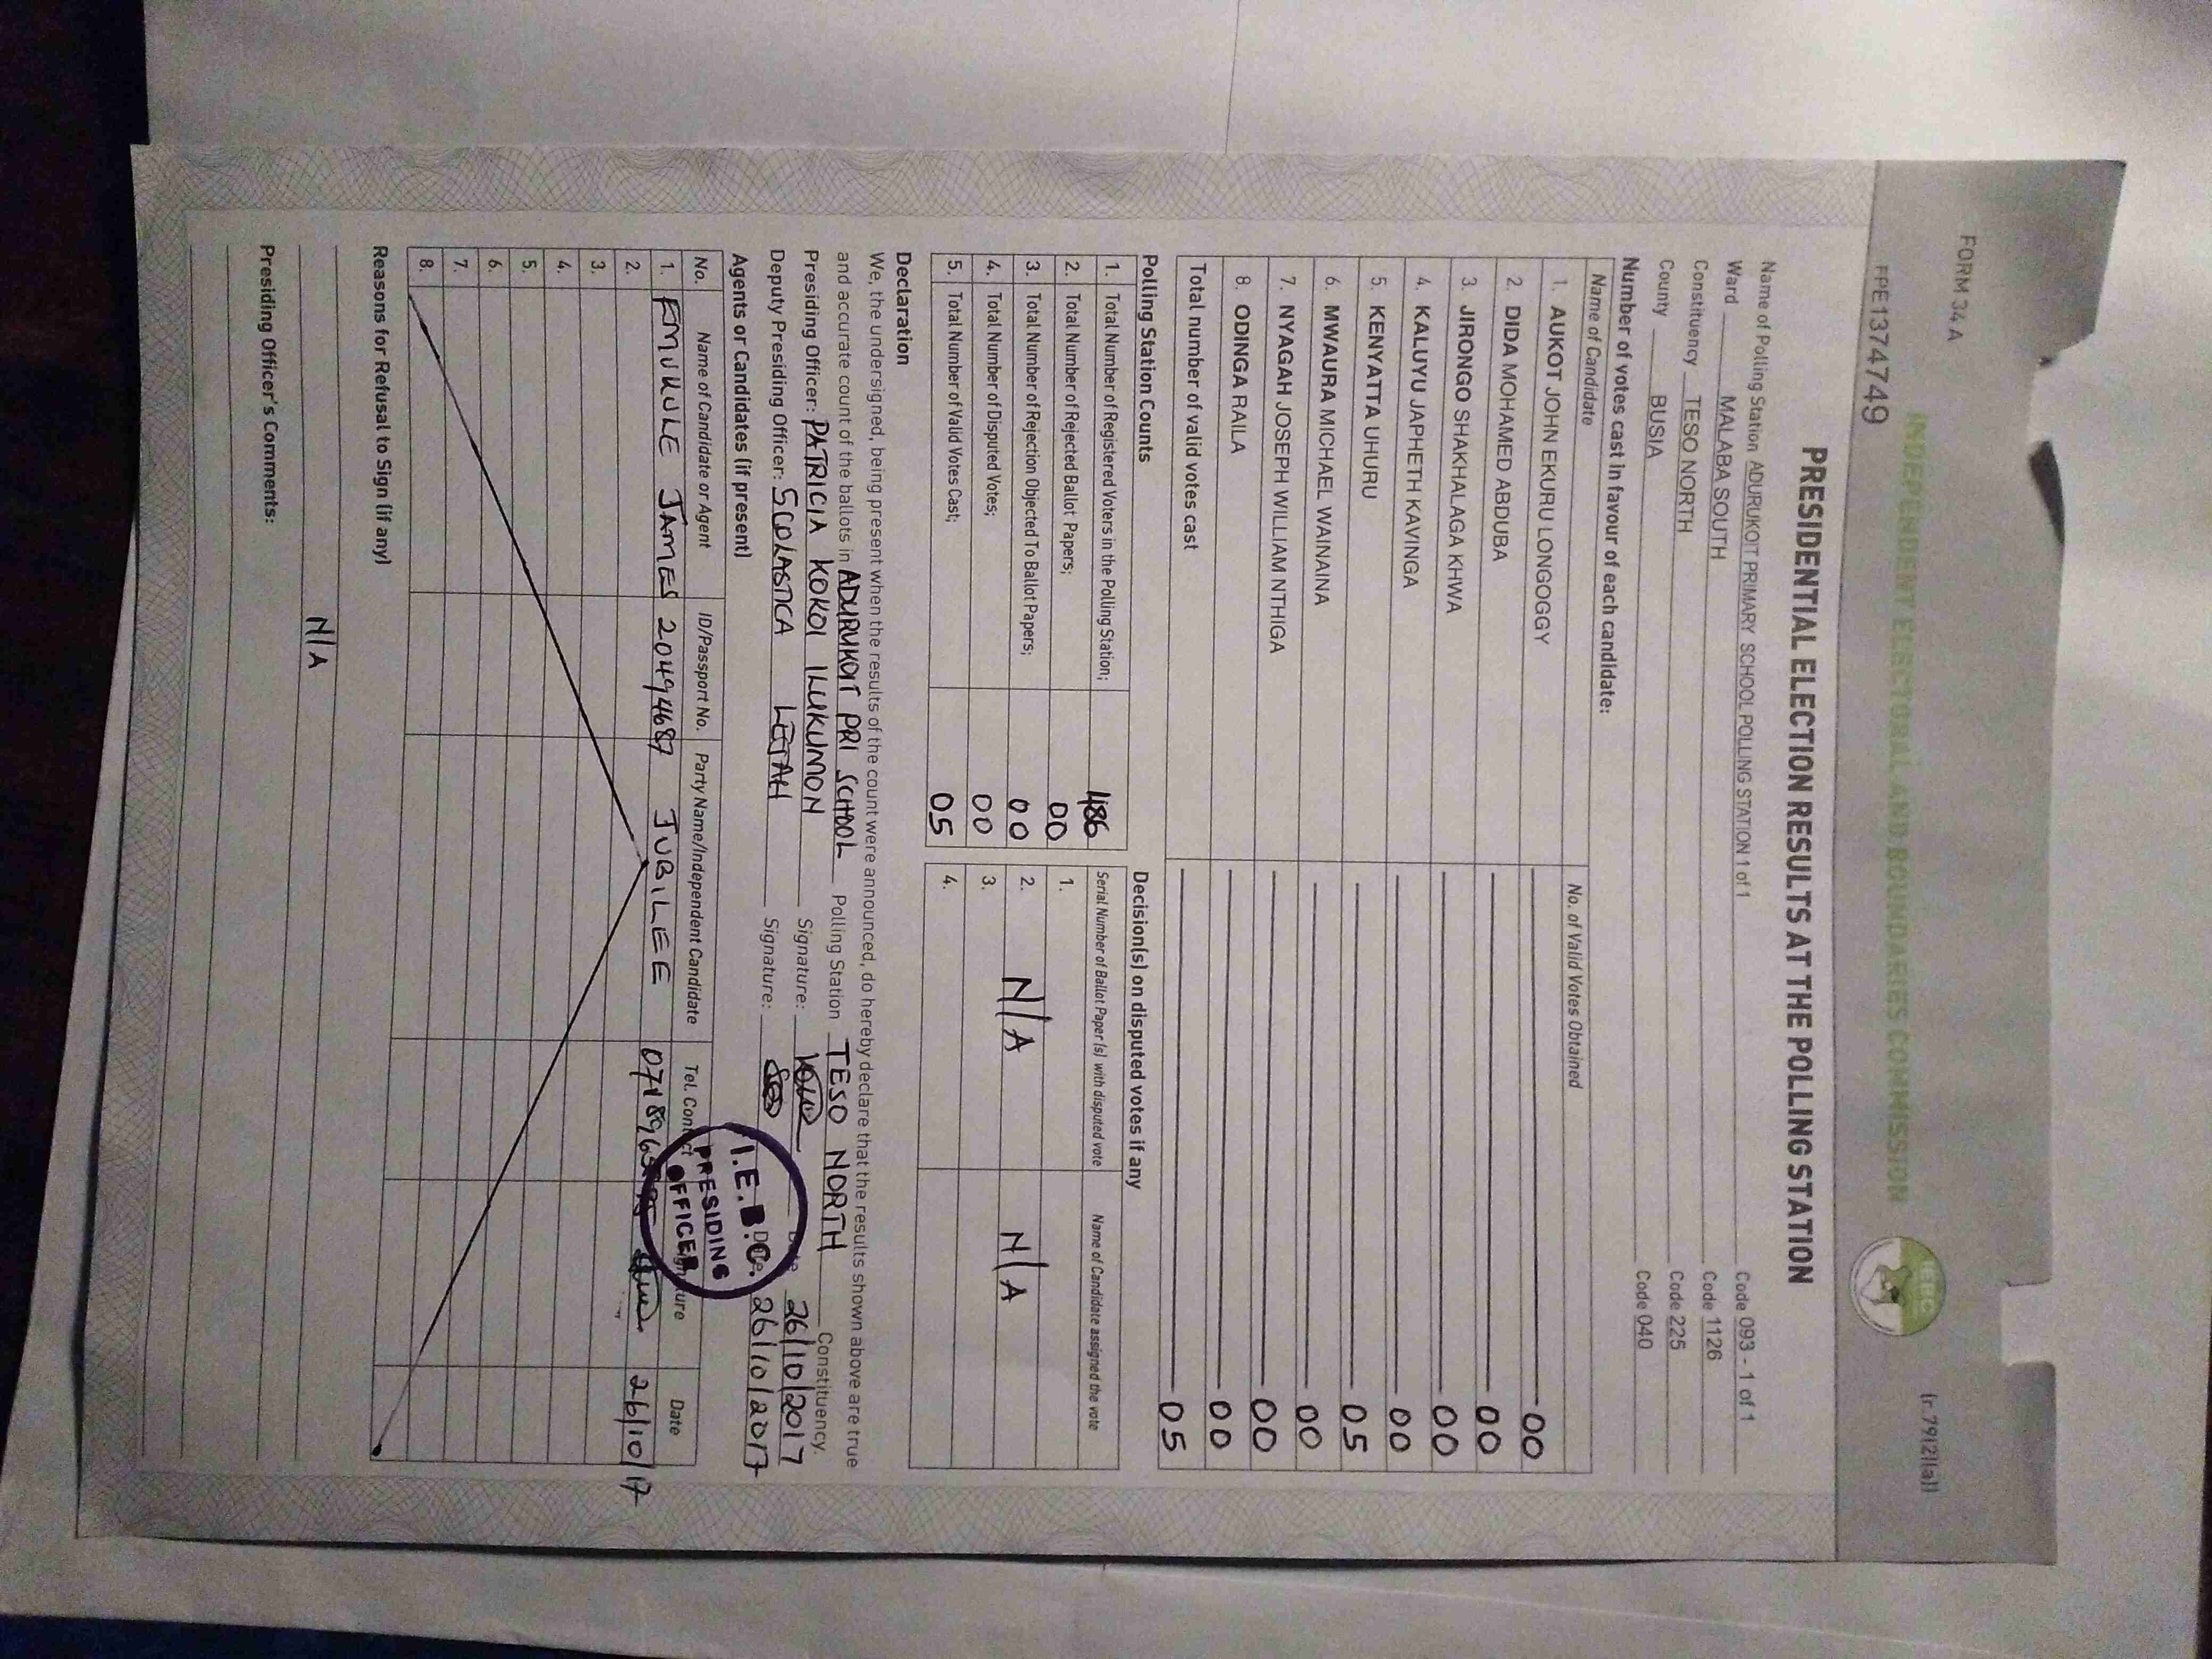 FORM 34 A
(r.79(2)(a))
INDEPENDENT ELECTORAL AND BOUNDARIES COMMISSION
IEBC
FPE1374749
PRESIDENTIAL ELECTION RESULTS AT THE POLLING STATION
Name of Polling Station ADURUKOIT PRIMARY SCHOOL POLLING STATION 1 of 1 Code 093 - 1 of 1
Ward MALABA SOUTH Code 1126
Constituency TESO NORTH Code 225
County BUSIA Code 040
Number of votes cast in favour of each candidate:
Name of Candidate No. of Valid Votes Obtained
1. AUKOT JOHN EKURU LONGOGGY 00
2. DIDA MOHAMED ABDUBA 00
3. JIRONGO SHAKHALAGA KHWA 00
4. KALUYU JAPHETH KAVINGA 00
5. KENYATTA UHURU 05
6. MWAURA MICHAEL WAINAINA 00
7. NYAGAH JOSEPH WILLIAM NTHIGA 00
8. ODINGA RAILA 00
Total number of valid votes cast 05
Polling Station Counts
1. Total Number of Registered Voters in the Polling Station; 486
2. Total Number of Rejected Ballot Papers; 00
3. Total Number of Rejection Objected To Ballot Papers; 00
4. Total Number of Disputed Votes; 00
5. Total Number of Valid Votes Cast; 05
Decision(s) on disputed votes if any
Serial Number of Ballot Paper (s) with disputed vote Name of Candidate assigned the vote
1.
2. N/A N/A
3.
4.
Declaration
We, the undersigned, being present when the results of the count were announced, do hereby declare that the results shown above are true
and accurate count of the ballots in ADURUKOIT PRI SCHOOL Polling Station TESO NORTH Constituency.
Presiding Officer: PATRICIA KOKOI IKUKUMON Signature: Date 26/10/2017
Deputy Presiding Officer: SCOLASTICA Signature: 26/10/2017
I.E.B.C.
PRESIDING
OFFICER
Agents or Candidates (if present)
No. Name of Candidate or Agent ID/Passport No. Party Name/Independent Candidate Tel. Contact Signature Date
1. EMUKULE JAMES 20494687 JUBILEE 26/10/17
2.
3.
4.
5.
6.
7.
8.
Reasons for Refusal to Sign (if any)
N/A
Presiding Officer's Comments: